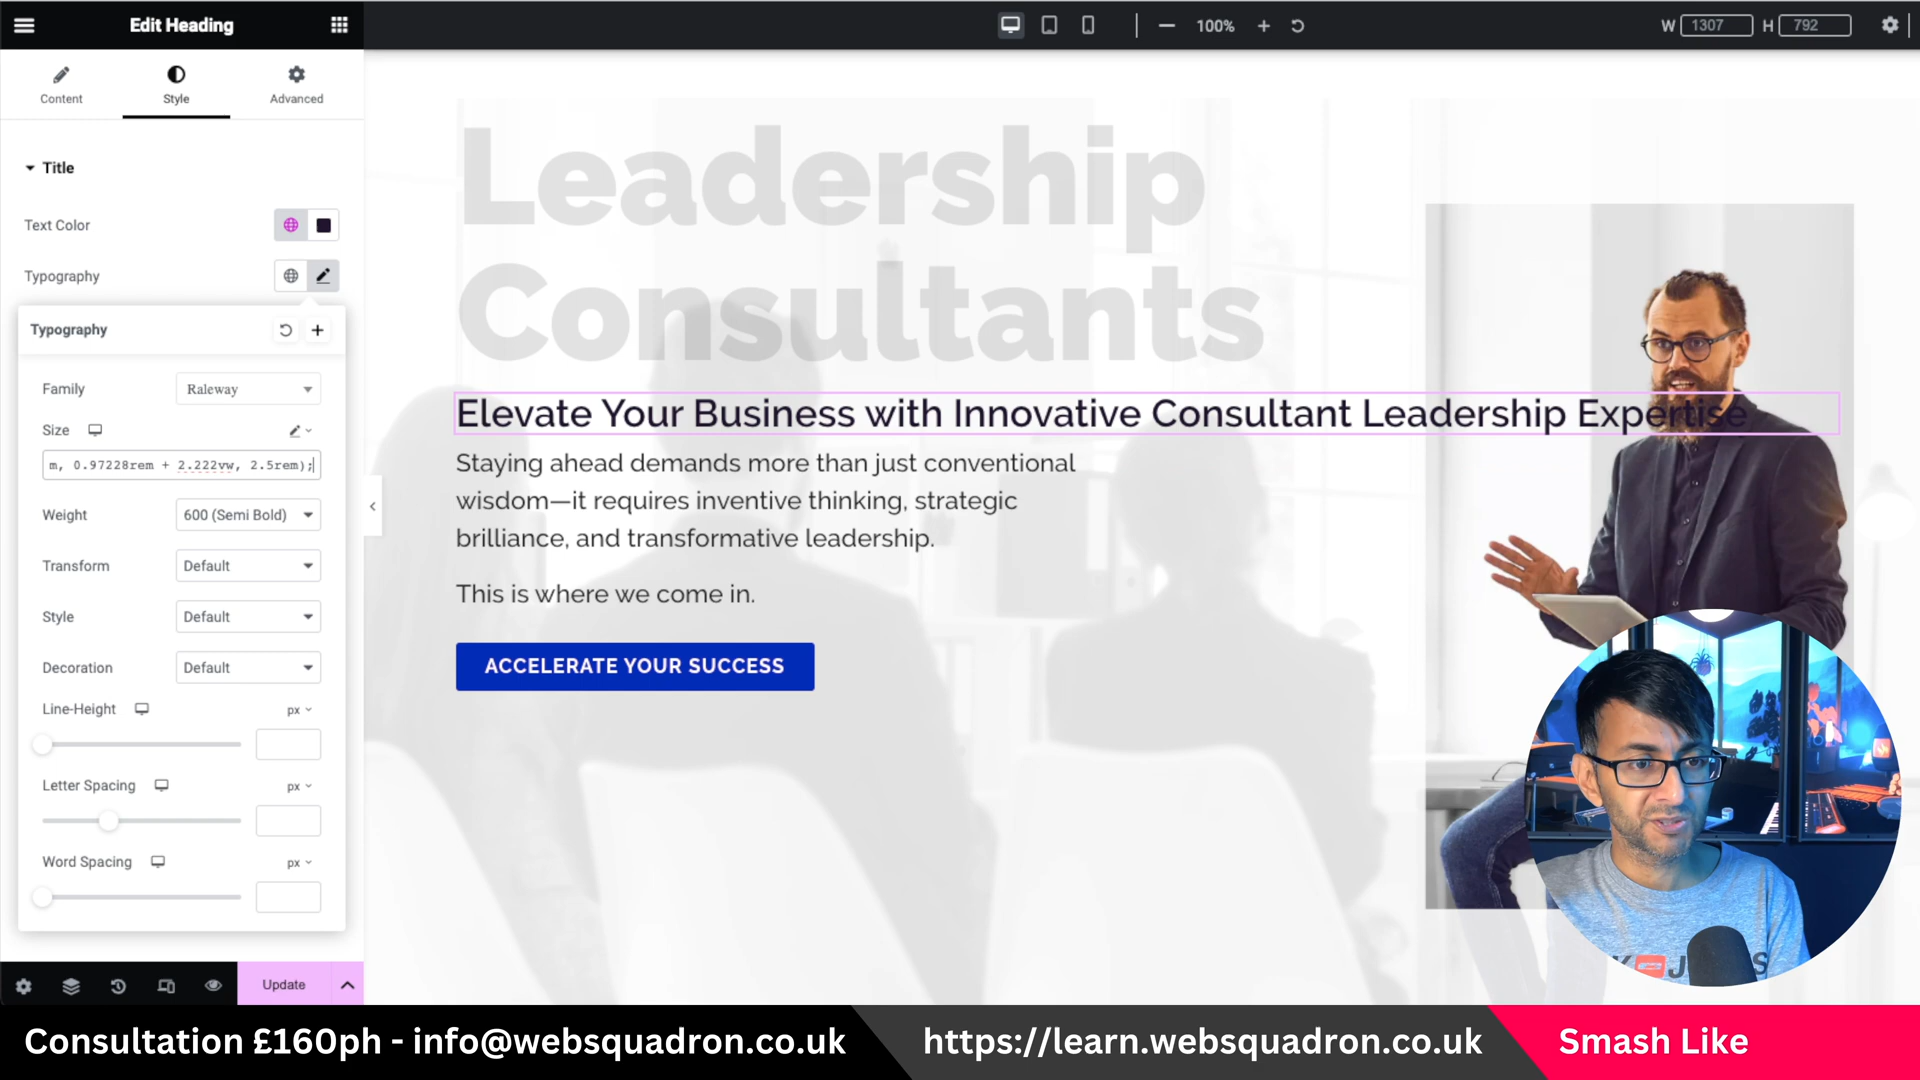 Edit Heading
100%
W 1307 H 792
Content
Style
Advanced
Title
Text Color
Typography
Typography
Family
Raleway
Size
m, 0.97228rem + 2.222vw, 2.5rem);
Weight
600 (Semi Bold)
Transform
Default
Style
Default
Decoration
Default
Line-Height
px
Letter Spacing
px
Word Spacing
px
Update
Leadership
Consultants
Elevate Your Business with Innovative Consultant Leadership Expertise
Staying ahead demands more than just conventional
wisdom—it requires inventive thinking, strategic
brilliance, and transformative leadership.
This is where we come in.
ACCELERATE YOUR SUCCESS
Consultation £160ph - info@websquadron.co.uk
https://learn.websquadron.co.uk
Smash Like